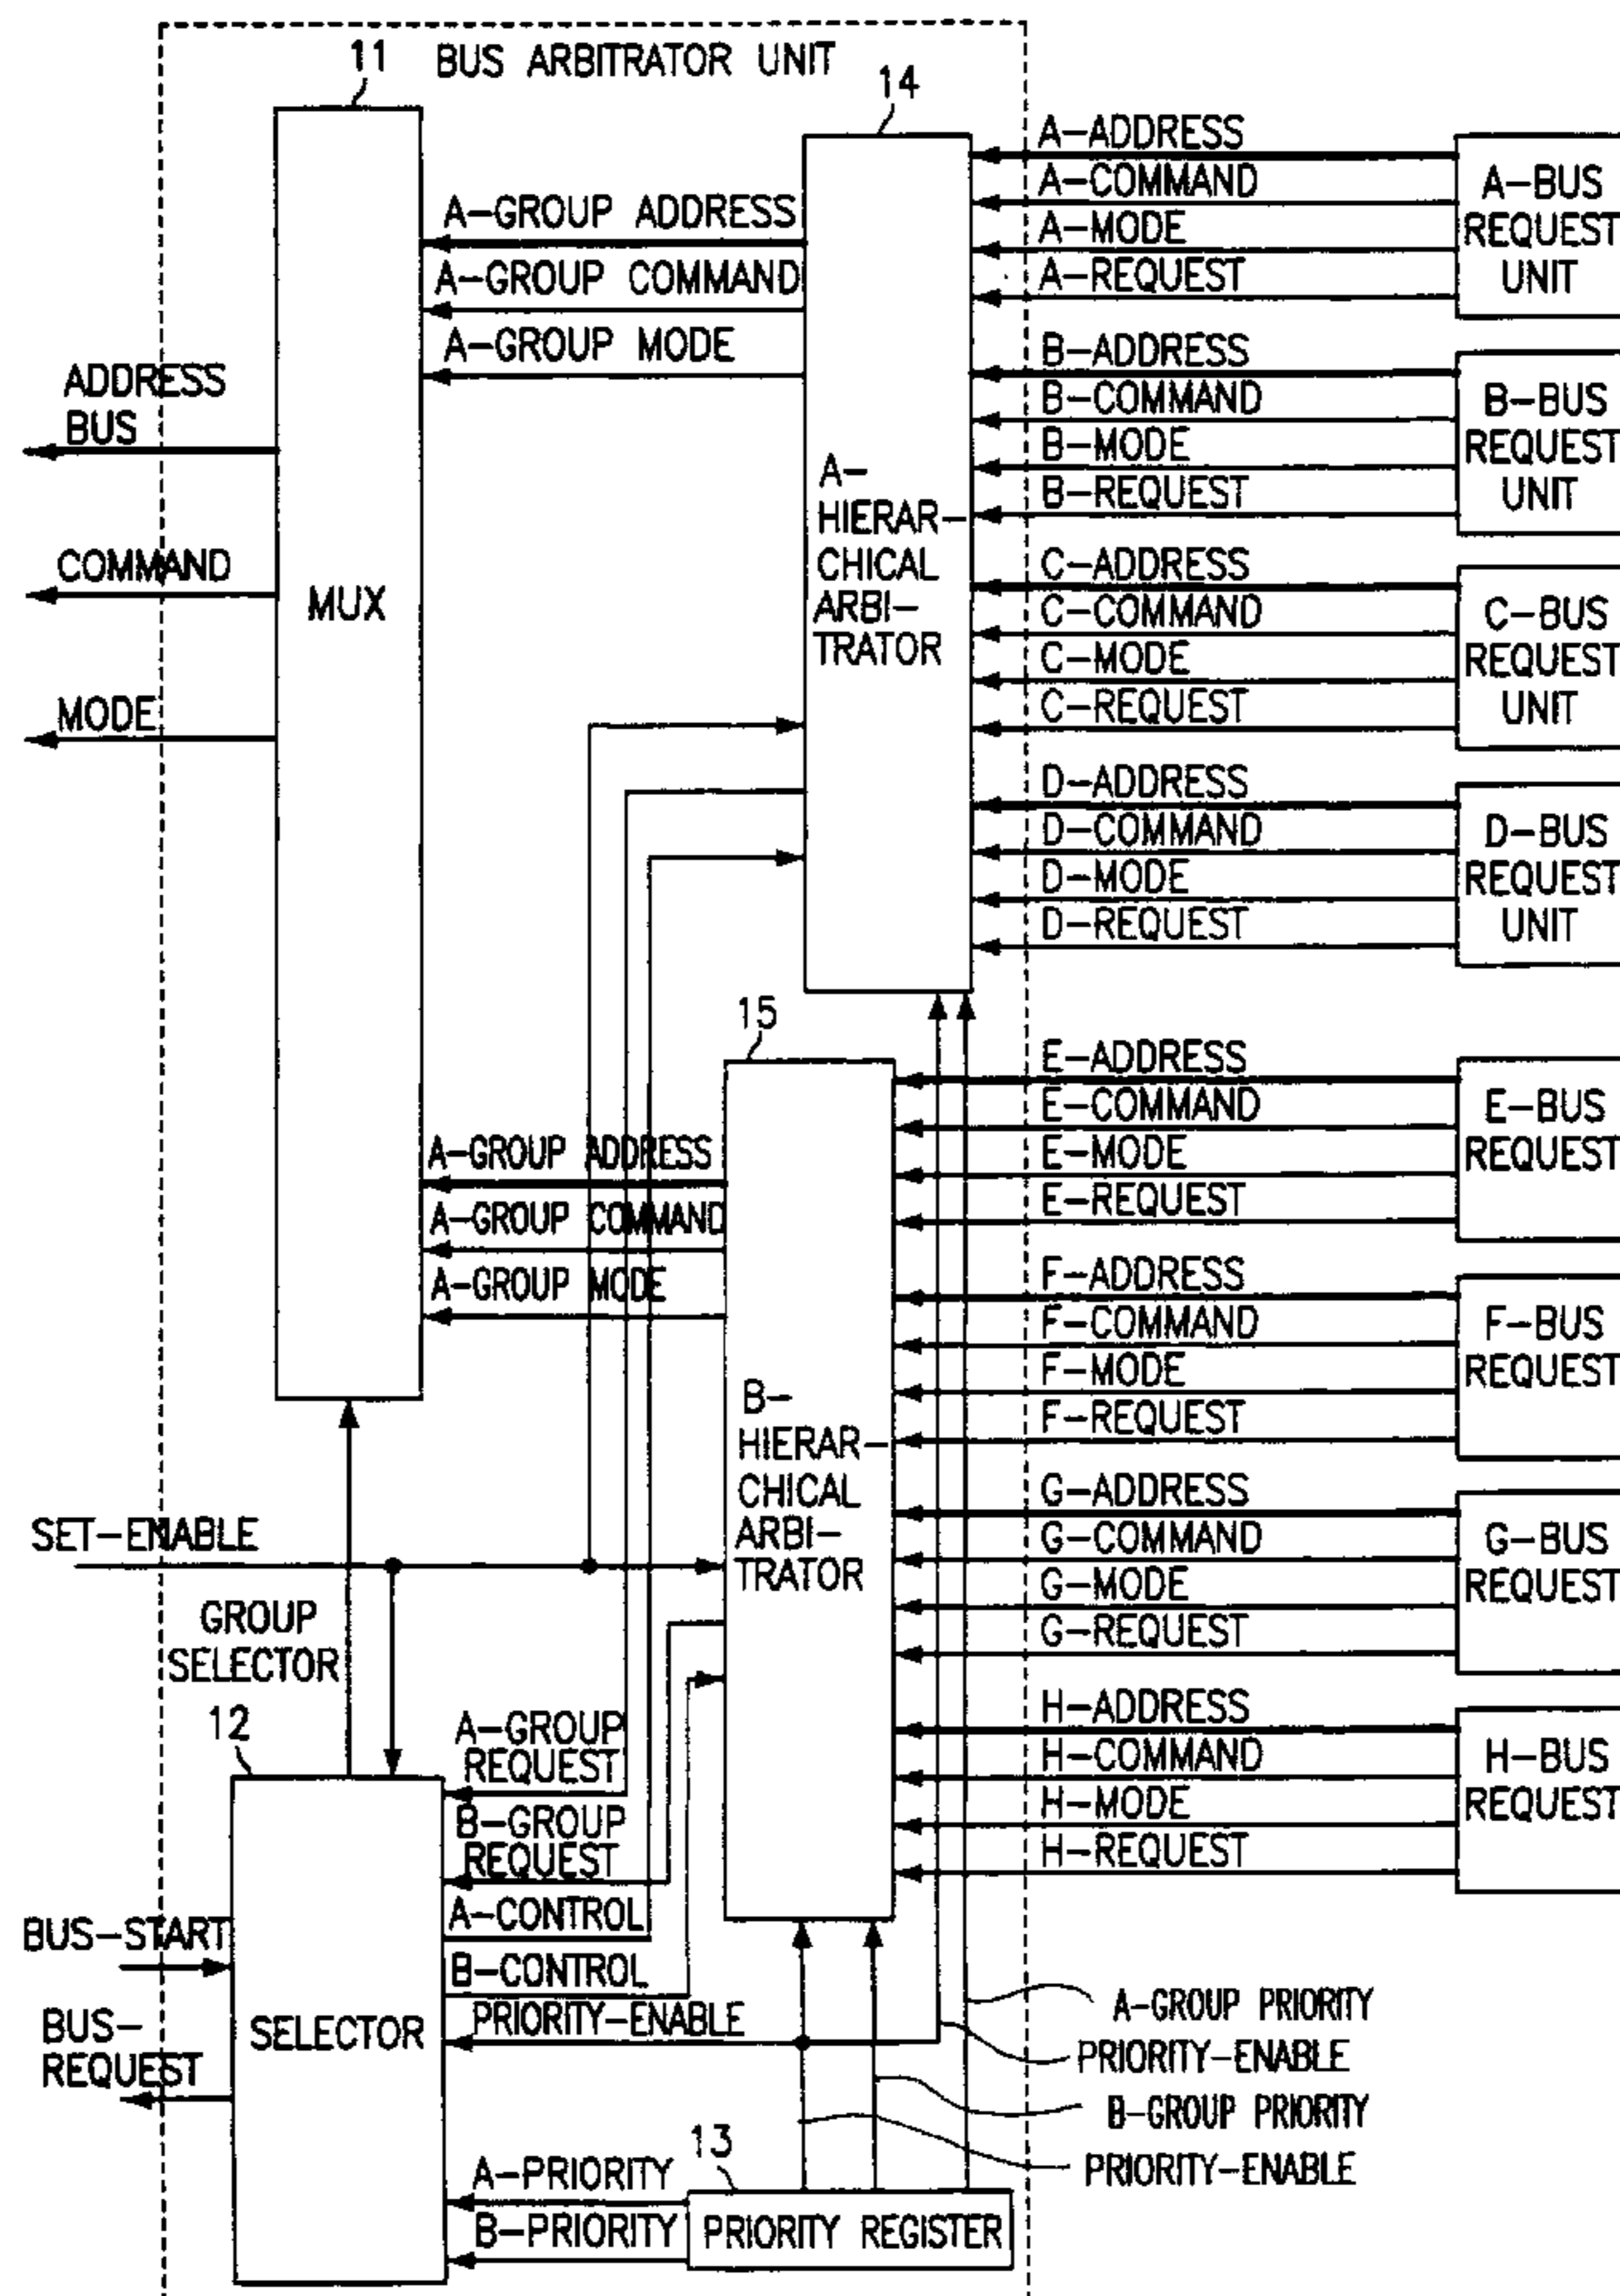 BUS ARBITRATOR UNIT
11
14
MUX
A-GROUP ADDRESS
A-GROUP COMMAND
A-GROUP MODE
ADDRESS
BUS
COMMAND
MODE
A-
HIERAR-
CHICAL
ARBI-
TRATOR
A-ADDRESS
A-COMMAND
A-MODE
A-REQUEST
A-BUS
REQUEST
UNIT
B-ADDRESS
B-COMMAND
B-MODE
B-REQUEST
B-BUS
REQUEST
UNIT
C-ADDRESS
C-COMMAND
C-MODE
C-REQUEST
C-BUS
REQUEST
UNIT
D-ADDRESS
D-COMMAND
D-MODE
D-REQUEST
D-BUS
REQUEST
UNIT
15
A-GROUP ADDRESS
A-GROUP COMMAND
A-GROUP MODE
B-
HIERAR-
CHICAL
ARBI-
TRATOR
E-ADDRESS
E-COMMAND
E-MODE
E-REQUEST
E-BUS
REQUEST
F-ADDRESS
F-COMMAND
F-MODE
F-REQUEST
F-BUS
REQUEST
G-ADDRESS
G-COMMAND
G-MODE
G-REQUEST
G-BUS
REQUEST
H-ADDRESS
H-COMMAND
H-MODE
H-REQUEST
H-BUS
REQUEST
SET-ENABLE
GROUP
SELECTOR
12
A-GROUP
REQUEST
B-GROUP
REQUEST
A-CONTROL
B-CONTROL
PRIORITY-ENABLE
BUS-START
BUS-
REQUEST
SELECTOR
A-GROUP PRIORITY
PRIORITY-ENABLE
B-GROUP PRIORITY
PRIORITY-ENABLE
13
A-PRIORITY
B-PRIORITY
PRIORITY REGISTER